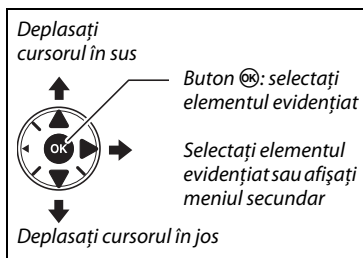 Deplasați
cursorul în sus
Buton OK: selectați
elementul evidențiat
OK
Selectați elementul
evidențiat sau afișați
meniul secundar
Deplasați cursorul în jos